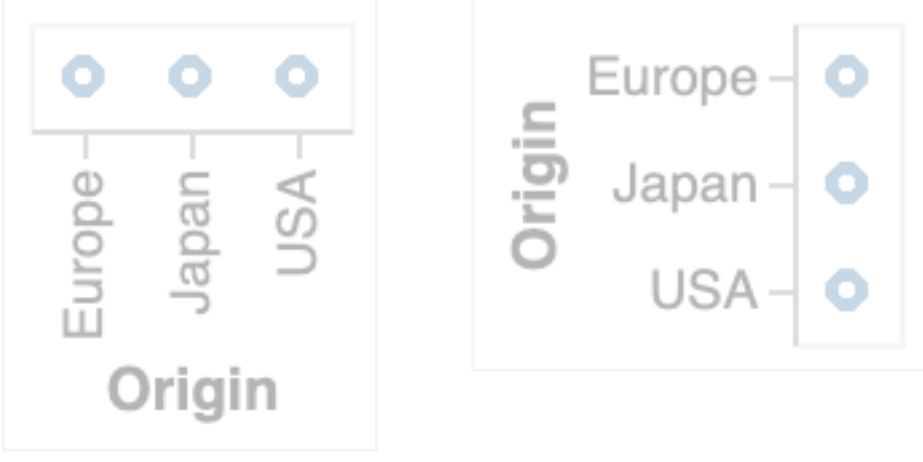 Europe
Japan
USA
Origin
Origin
Europe
Japan
USA